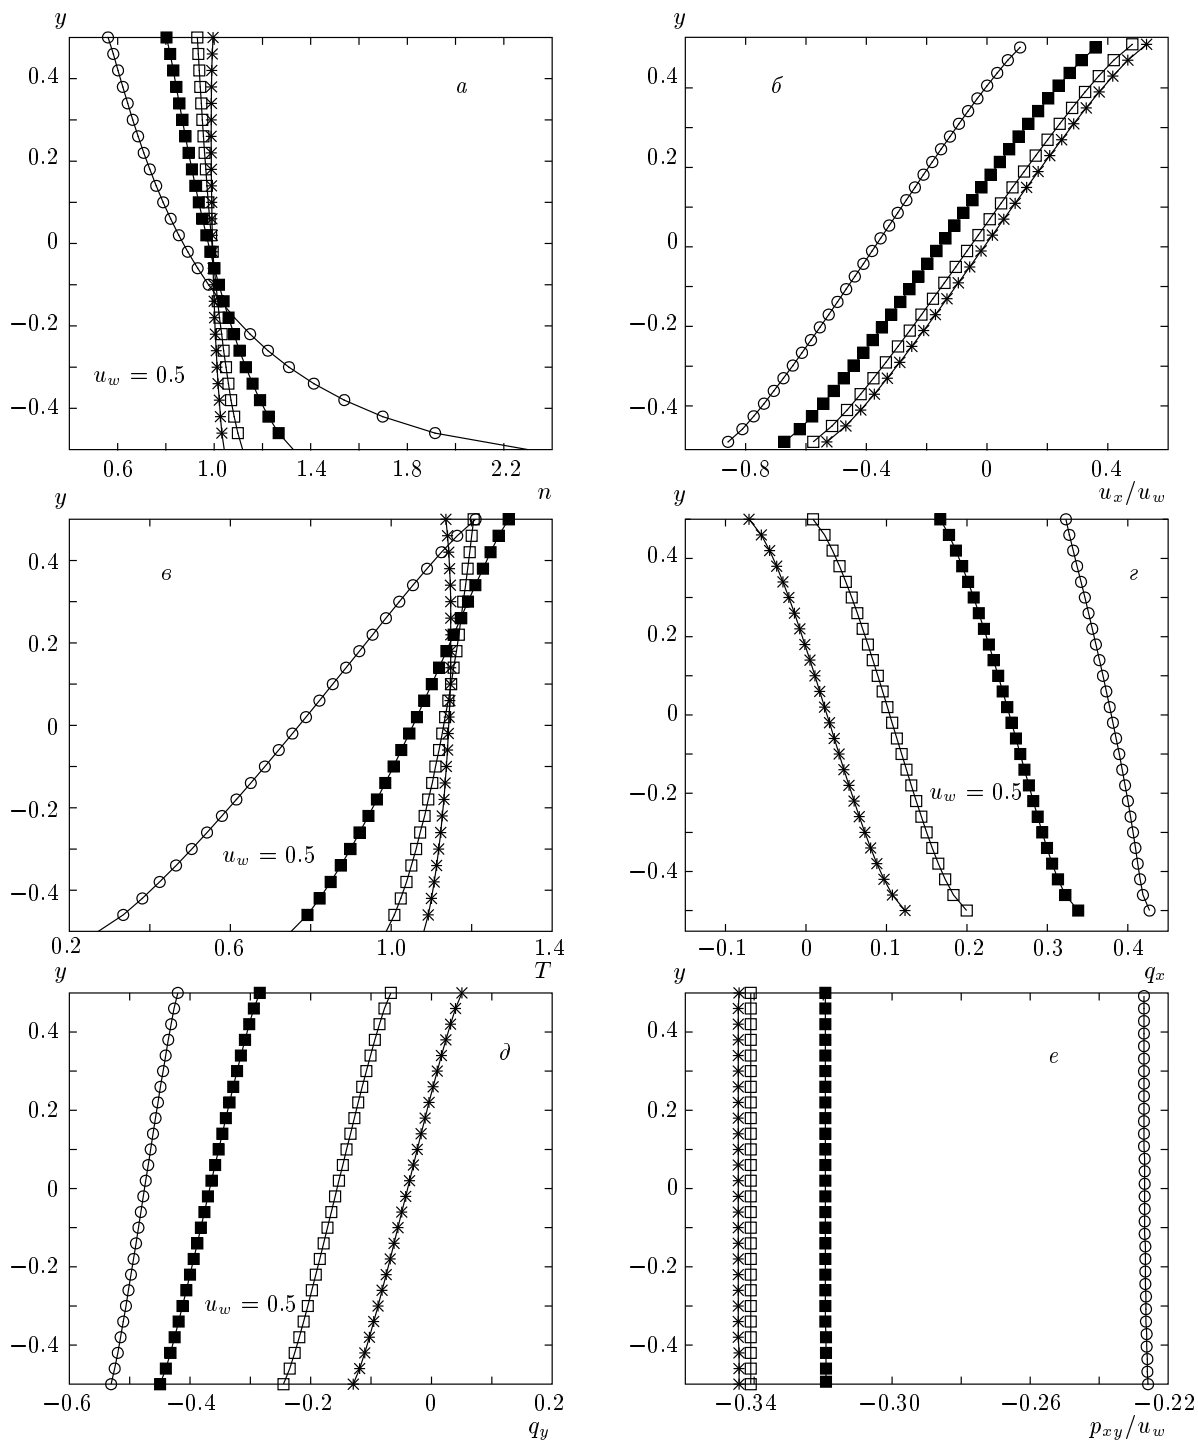 y
0.4
0.2
0
−0.2
−0.4
а
u_w = 0.5
0.6 1.0 1.4 1.8 2.2
n
y
0.4
0.2
0
−0.2
−0.4
б
−0.8 −0.4 0 0.4
u_x/u_w
y
0.4
0.2
0
−0.2
−0.4
в
u_w = 0.5
0.2 0.6 1.0 1.4
T
y
0.4
0.2
0
−0.2
−0.4
г
u_w = 0.5
−0.1 0 0.1 0.2 0.3 0.4
q_x
y
0.4
0.2
0
−0.2
−0.4
д
u_w = 0.5
−0.6 −0.4 −0.2 0 0.2
q_y
y
0.4
0.2
0
−0.2
−0.4
е
−0.34 −0.30 −0.26 −0.22
p_xy/u_w